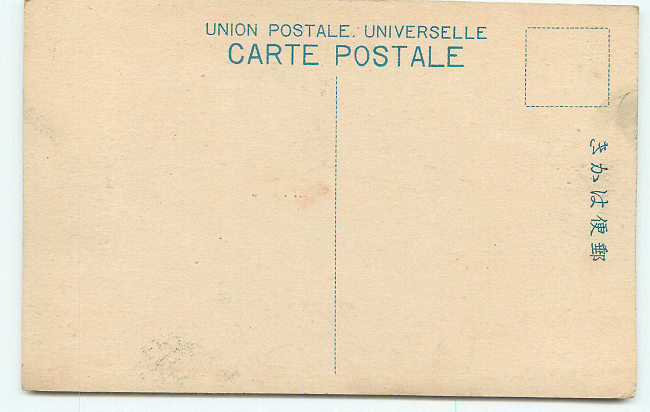 UNION POSTALE. UNIVERSELLE
CARTE POSTALE
郵便はかき